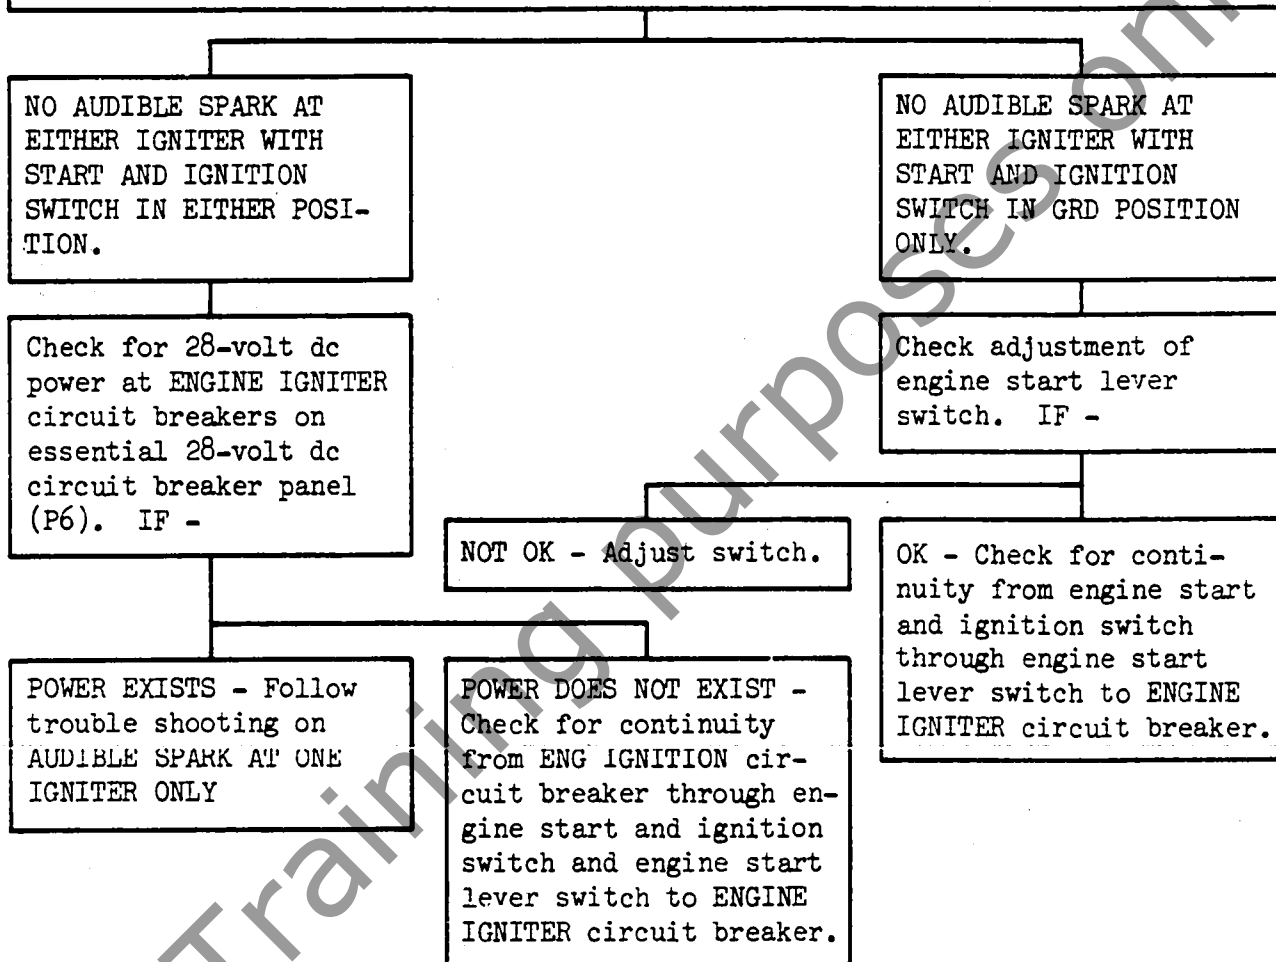 NO AUDIBLE SPARK AT
EITHER IGNITER WITH
START AND IGNITION
SWITCH IN EITHER POSI-
TION.
NO AUDIBLE SPARK AT
EITHER IGNITER WITH
START AND IGNITION
SWITCH IN GRD POSITION
ONLY.
Check for 28-volt dc
power at ENGINE IGNITER
circuit breakers on
essential 28-volt dc
circuit breaker panel
(P6). IF -
Check adjustment of
engine start lever
switch. IF -
NOT OK - Adjust switch.
OK - Check for conti-
nuity from engine start
and ignition switch
through engine start
lever switch to ENGINE
IGNITER circuit breaker.
POWER EXISTS - Follow
trouble shooting on
AUDIBLE SPARK AT ONE
IGNITER ONLY
POWER DOES NOT EXIST -
Check for continuity
from ENG IGNITION cir-
cuit breaker through en-
gine start and ignition
switch and engine start
lever switch to ENGINE
IGNITER circuit breaker.
Training purposes on